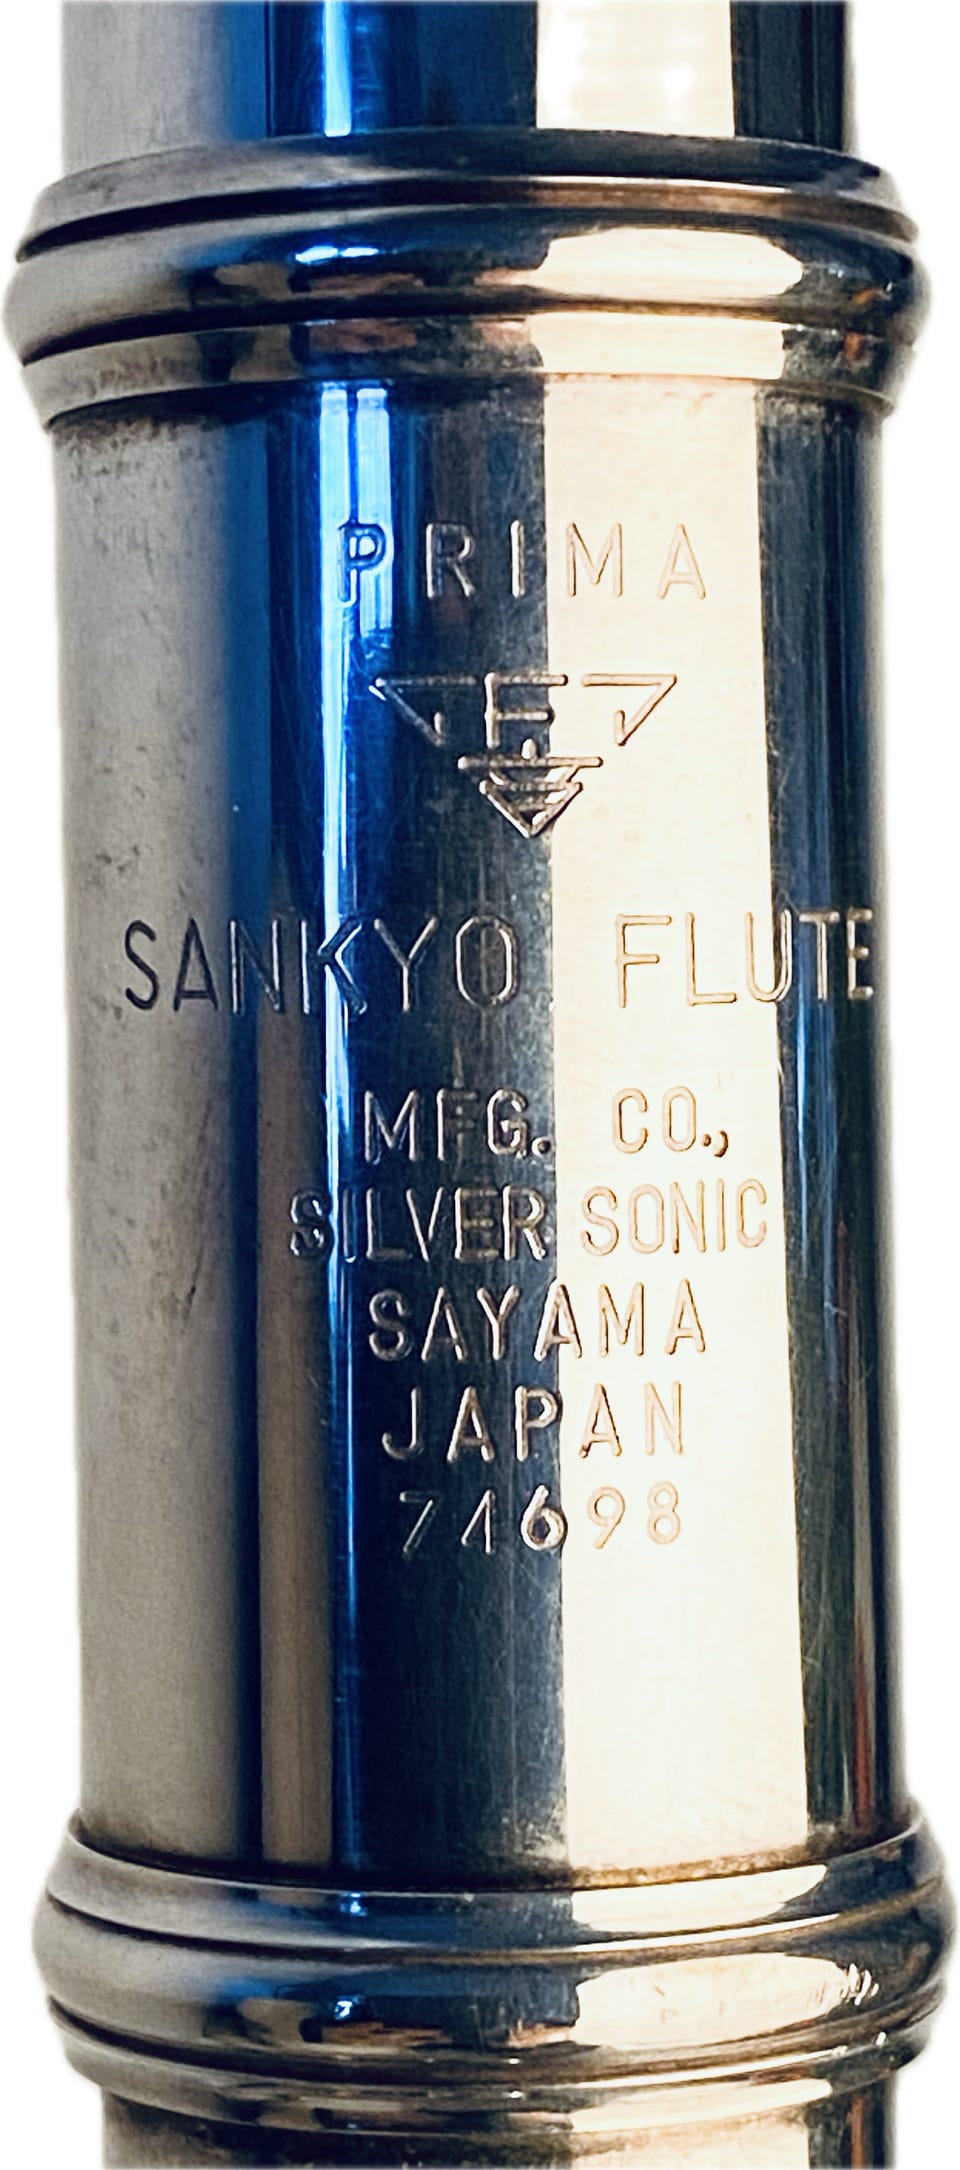 PRIMA
SANKYO FLUTE
MFG. CO.,
SILVER SONIC
SAYAMA
JAPAN
74698